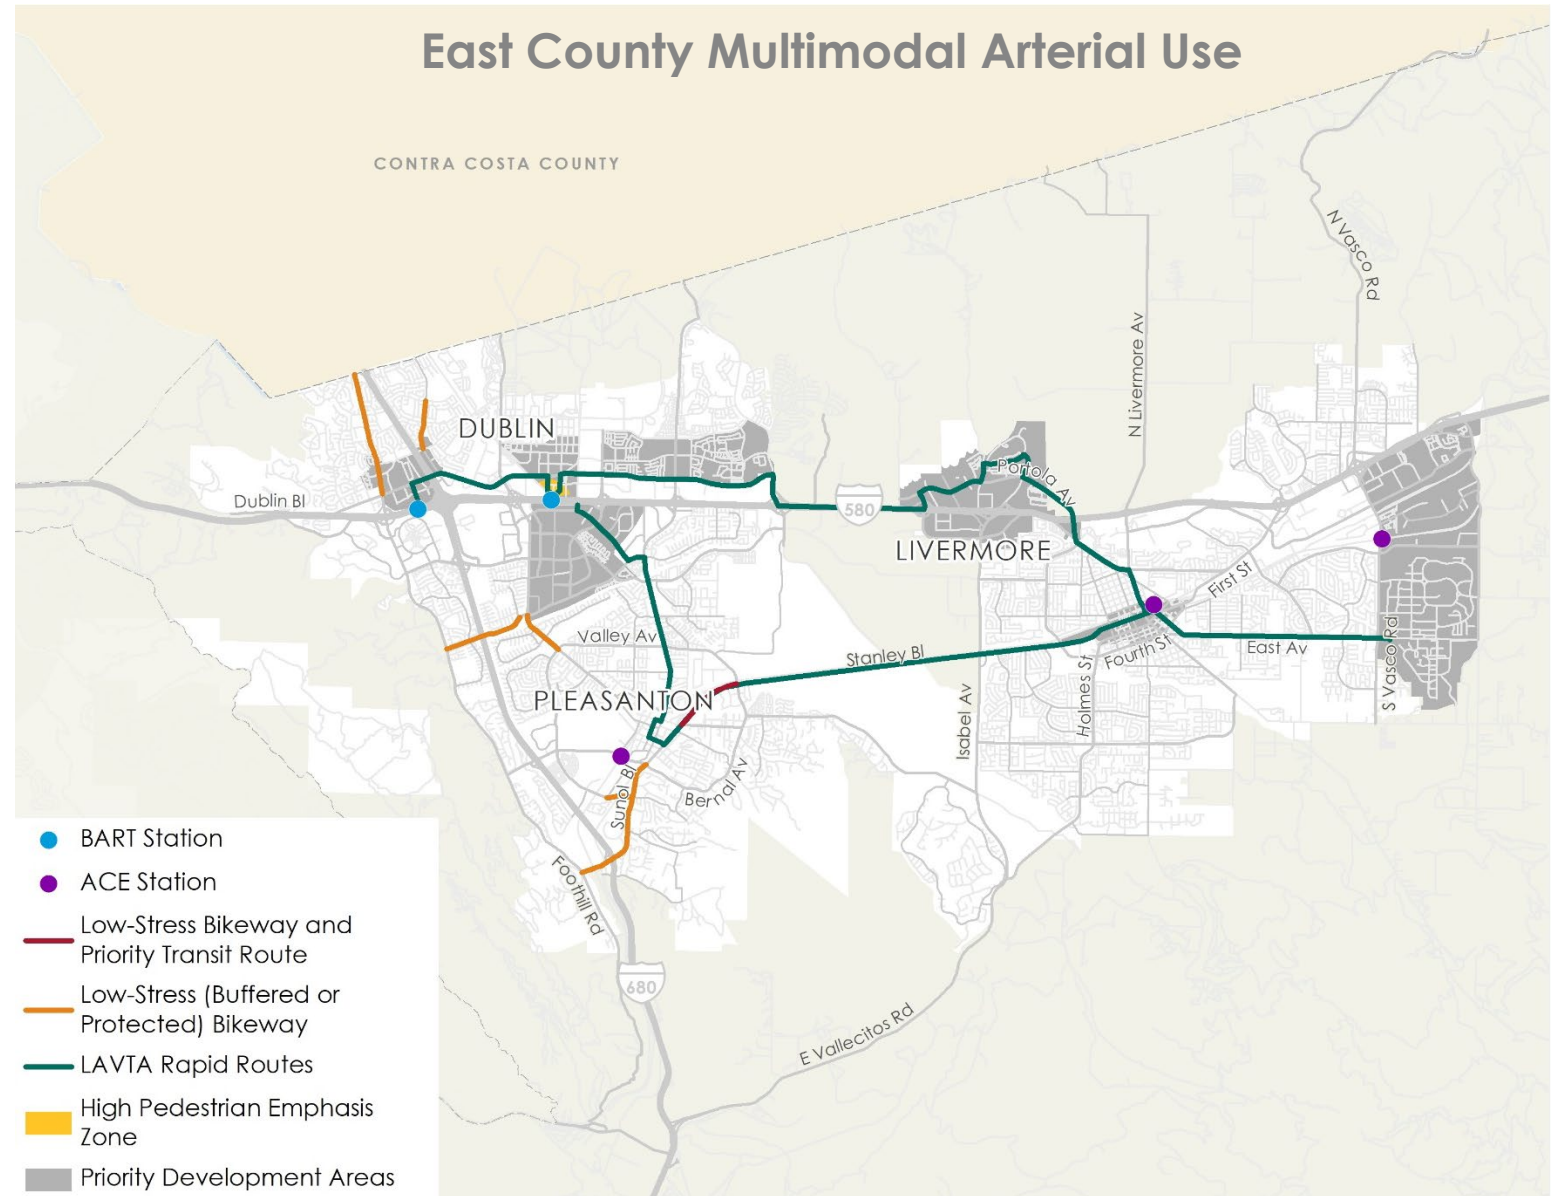 East County Multimodal Arterial Use
CONTRA COSTA COUNTY
N Vasco Rd
N Livermore Av
DUBLIN
Portola Av
Dublin Bl
580
LIVERMORE
First St
Valley Av
Fourth St
East Av
Stanley Bl
S Vasco Rd
Holmes St
PLEASANTON
Isabel Av
Sunol Bl
Bernal Av
BART Station
Foothill Rd
ACE Station
Low-Stress Bikeway and
Priority Transit Route
680
Low-Stress (Buffered or
Protected) Bikeway
E Vallecitos Rd
LAVTA Rapid Routes
High Pedestrian Emphasis
Zone
Priority Development Areas